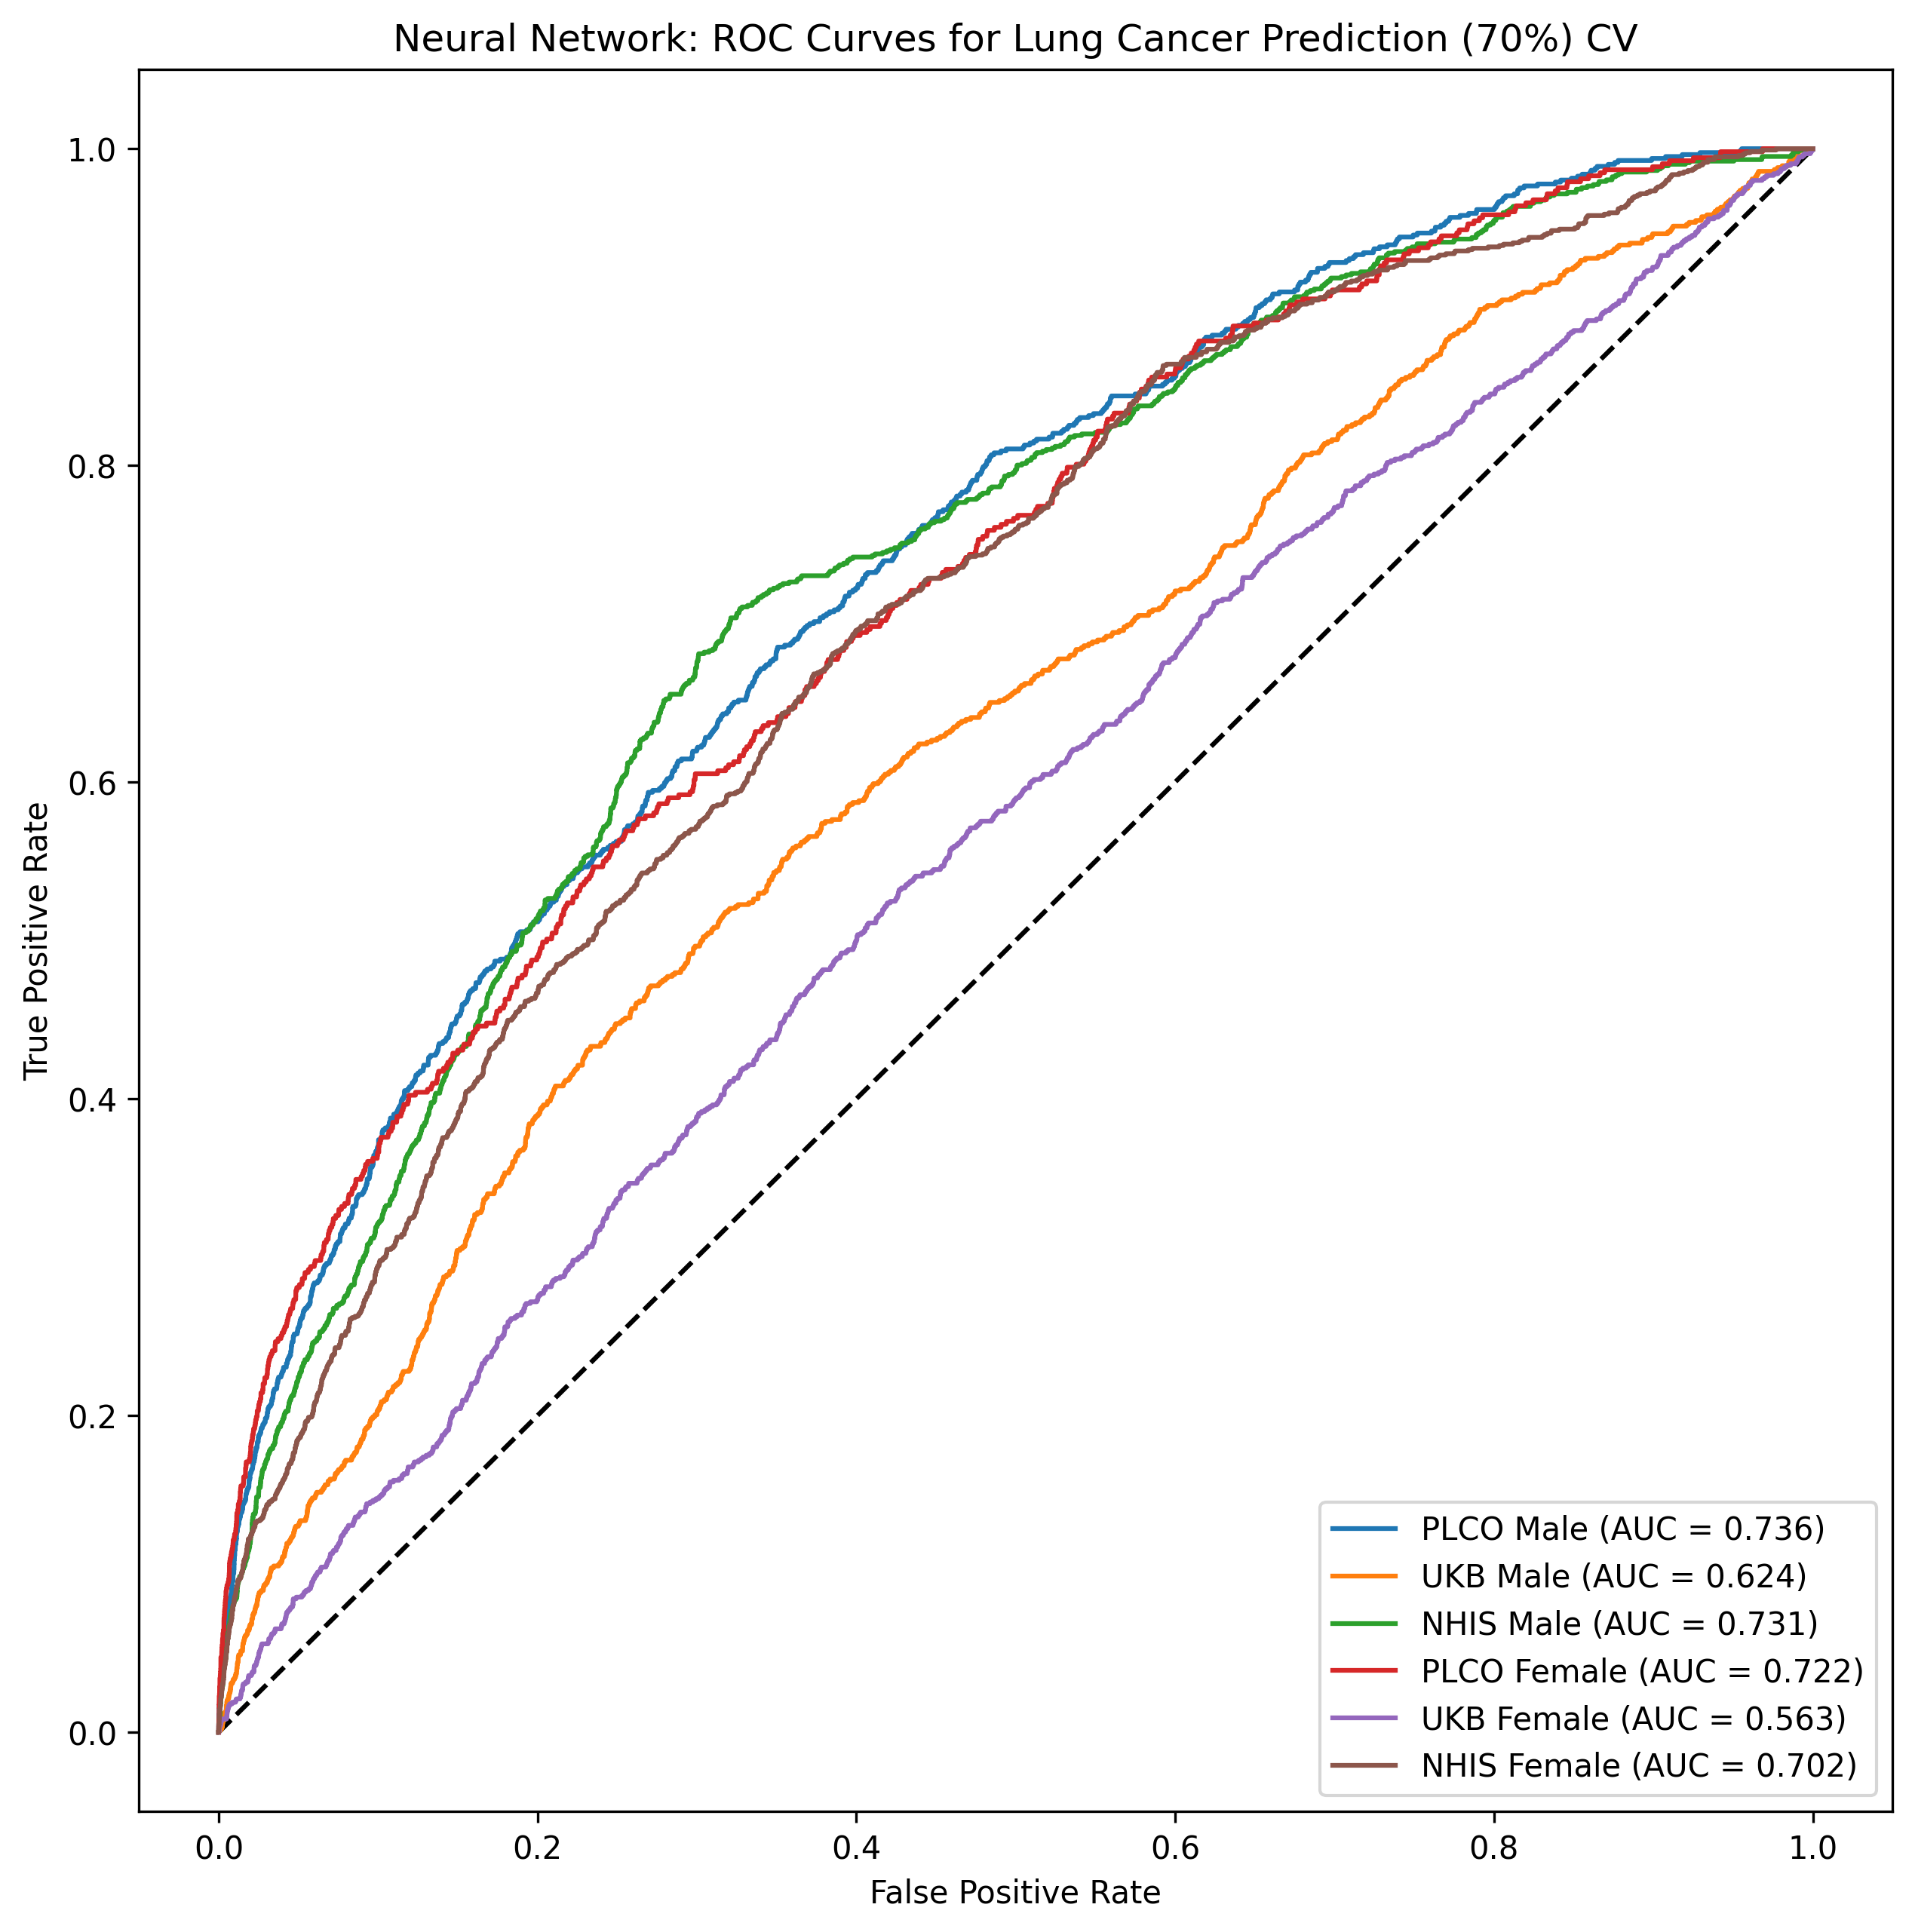 Neural Network: ROC Curves for Lung Cancer Prediction (70%) CV
True Positive Rate
1.0
0.8
0.6
0.4
0.2
0.0
0.0 0.2 0.4 0.6 0.8 1.0
False Positive Rate
PLCO Male (AUC = 0.736)
UKB Male (AUC = 0.624)
NHIS Male (AUC = 0.731)
PLCO Female (AUC = 0.722)
UKB Female (AUC = 0.563)
NHIS Female (AUC = 0.702)